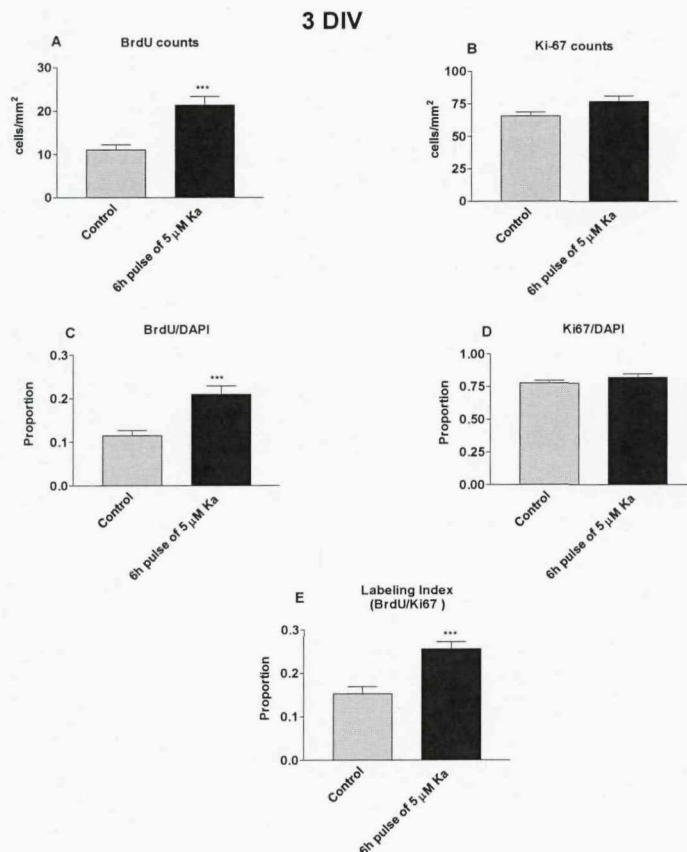 3 DIV
A
BrdU counts
30
20
10
0
cells/mm²
***
Control
6h pulse of 5 µM Ka
B
Ki-67 counts
100
75
50
25
0
cells/mm²
Control
6h pulse of 5 µM Ka
C
BrdU/DAPI
0.3
0.2
0.1
0.0
Proportion
***
Control
6h pulse of 5 µM Ka
D
Ki67/DAPI
1.00
0.75
0.50
0.25
0.00
Proportion
Control
6h pulse of 5 µM Ka
E
Labeling Index
(BrdU/Ki67 )
0.3
0.2
0.1
0.0
Proportion
***
Control
6h pulse of 5 µM Ka